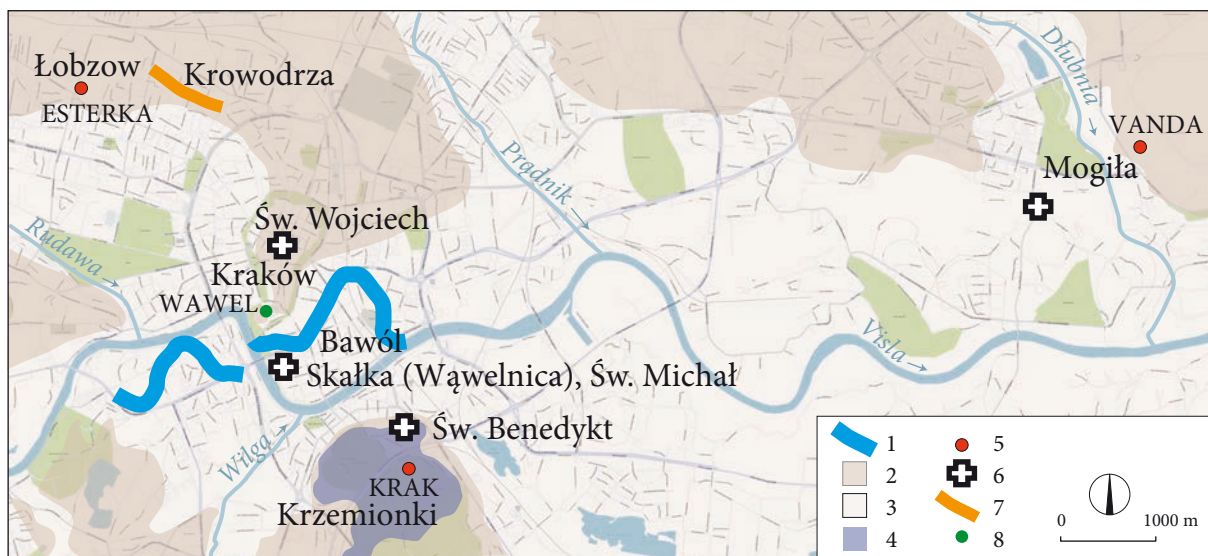 Łobzow
ESTERKA
Krowodrza
Dłubnia
VANDA
Mogiła
Prądnik
Św. Wojciech
Rudawa
Kraków
WAWEL
Bawól
Skałka (Wąwelnica), Św. Michał
Visla
Wilga
Św. Benedykt
KRAK
Krzemionki
1
2
3
4
5
6
7
8
0 1000 m